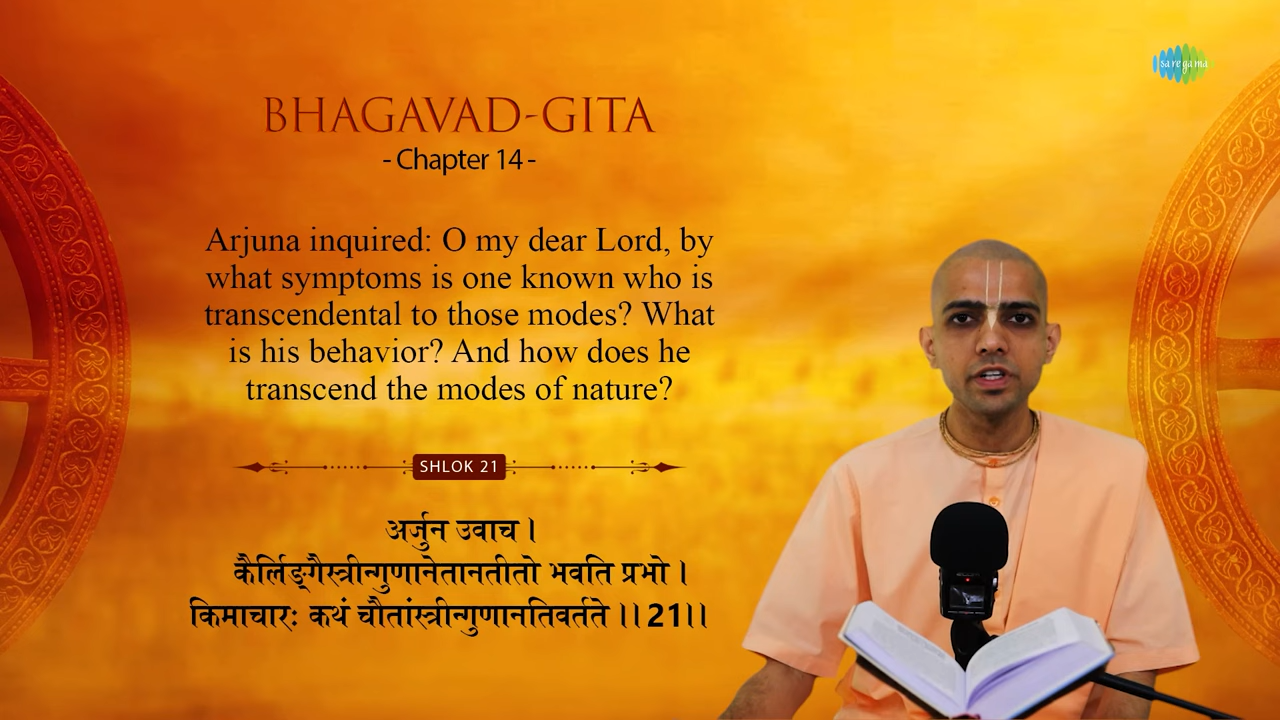 saregama
BHAGAVAD-GITA
- Chapter 14 -
Arjuna inquired: O my dear Lord, by
what symptoms is one known who is
transcendental to those modes? What
is his behavior? And how does he
transcend the modes of nature?
SHLOK 21
अर्जुन उवाच ।
कैर्लिङ्गैस्त्रीन्गुणानेतानतीतो भवति प्रभो ।
किमाचारः कथं चौतांस्त्रीन्गुणानतिवर्तते ।। 21।।